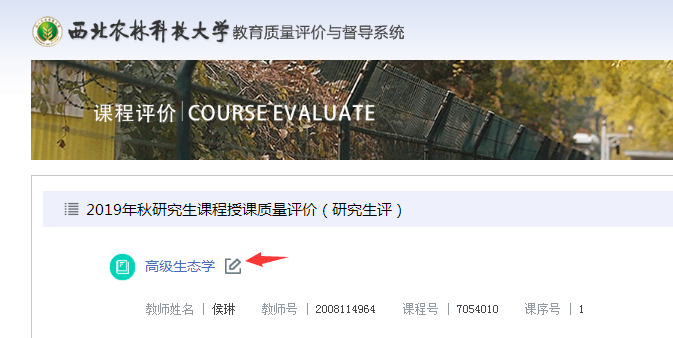 西北农林科技大学 教育质量评价与督导系统
课程评价 | COURSE EVALUATE
2019年秋研究生课程授课质量评价（研究生评）
高级生态学
教师姓名 | 侯琳 教师号 | 2008114964 课程号 | 7054010 课序号 | 1